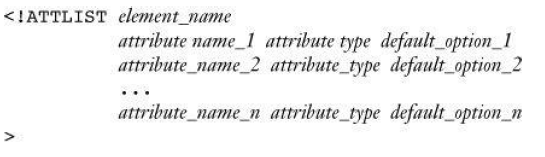 <!ATTLIST element_name
attribute name_1 attribute type default_option_1
attribute_name_2 attribute_type default_option_2
...
attribute_name_n attribute_type default_option_n
>